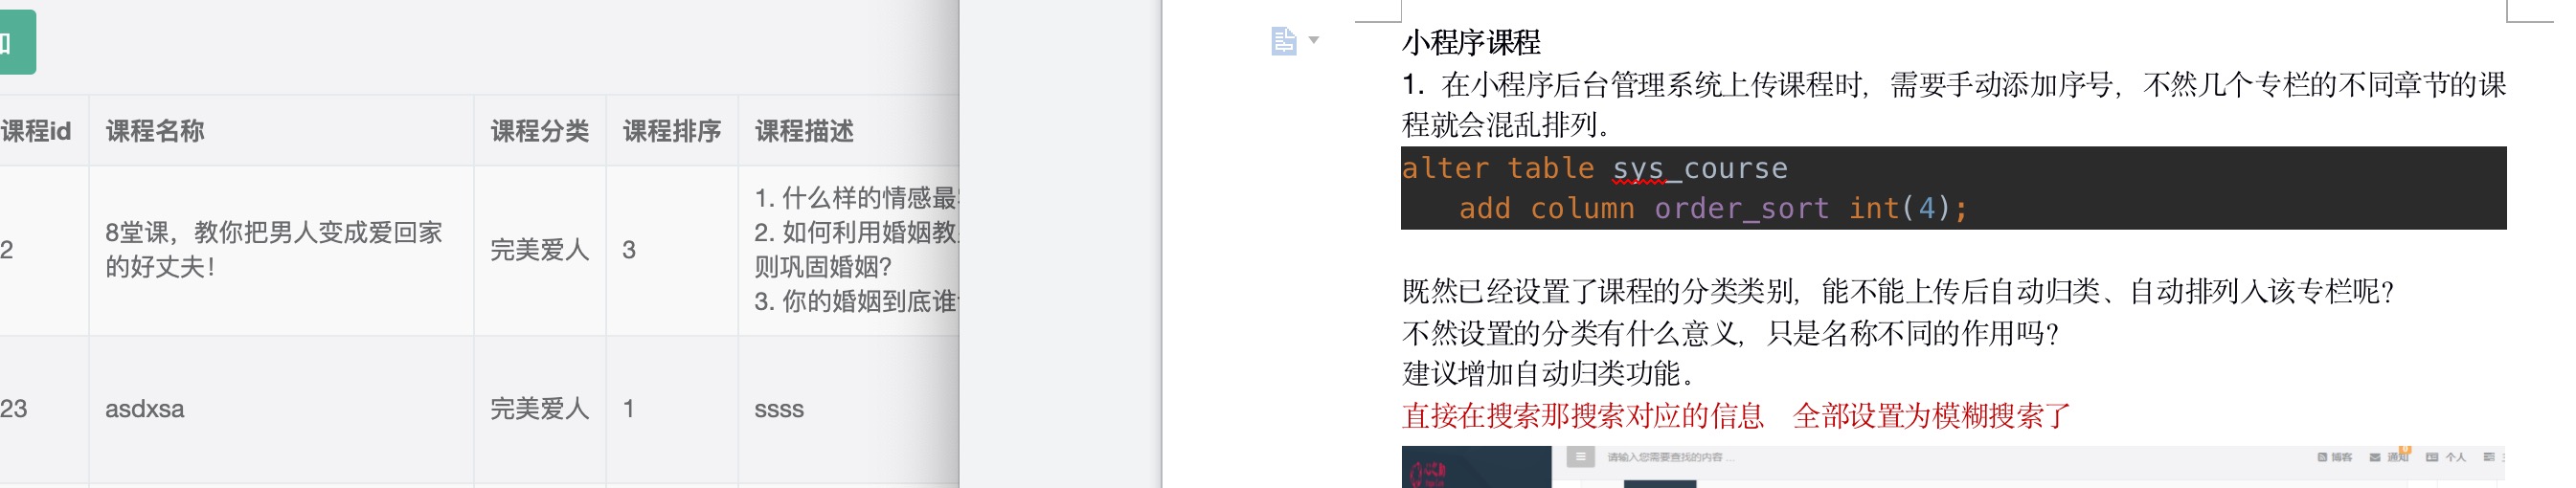 课程id 课程名称 课程分类 课程排序 课程描述
2 8堂课，教你把男人变成爱回家的好丈夫！ 完美爱人 3
1. 什么样的情感最
2. 如何利用婚姻教
则巩固婚姻？
3. 你的婚姻到底谁
23 asdxsa 完美爱人 1 ssss
小程序课程
1. 在小程序后台管理系统上传课程时，需要手动添加序号，不然几个专栏的不同章节的课
程就会混乱排列。
alter table sys_course
add column order_sort int(4);
既然已经设置了课程的分类类别，能不能上传后自动归类、自动排列入该专栏呢？
不然设置的分类有什么意义，只是名称不同的作用吗？
建议增加自动归类功能。
直接在搜索那搜索对应的信息 全部设置为模糊搜索了
请输入您需要查找的内容 ...
博客 通知 个人